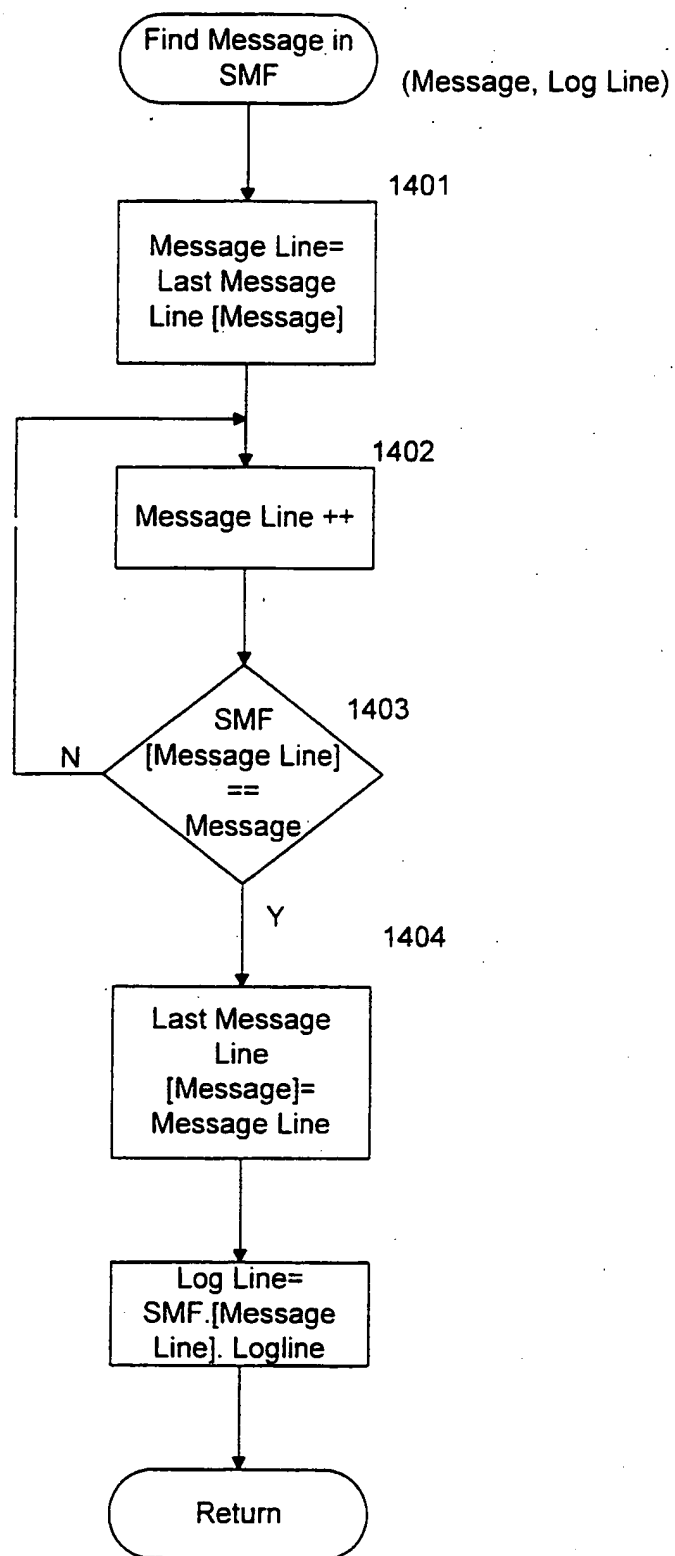 Find Message in
SMF
(Message, Log Line)
1401
Message Line=
Last Message
Line [Message]
1402
Message Line ++
1403
SMF
[Message Line]
==
Message
N
Y
1404
Last Message
Line
[Message]=
Message Line
Log Line=
SMF.[Message
Line]. Logline
Return